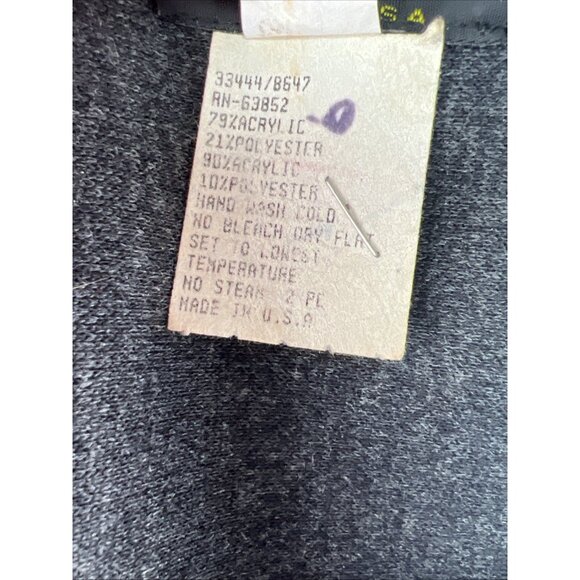 S A
33444/8647
RN-63852
79%ACRYLIC
21%POLYESTER
90%ACRYLIC
10%POLYESTER
HAND WASH COLD
NO BLEACH DRY FLAT
SET TO LOWEST
TEMPERATURE
NO STEAM 2 PC
MADE IN U.S.A